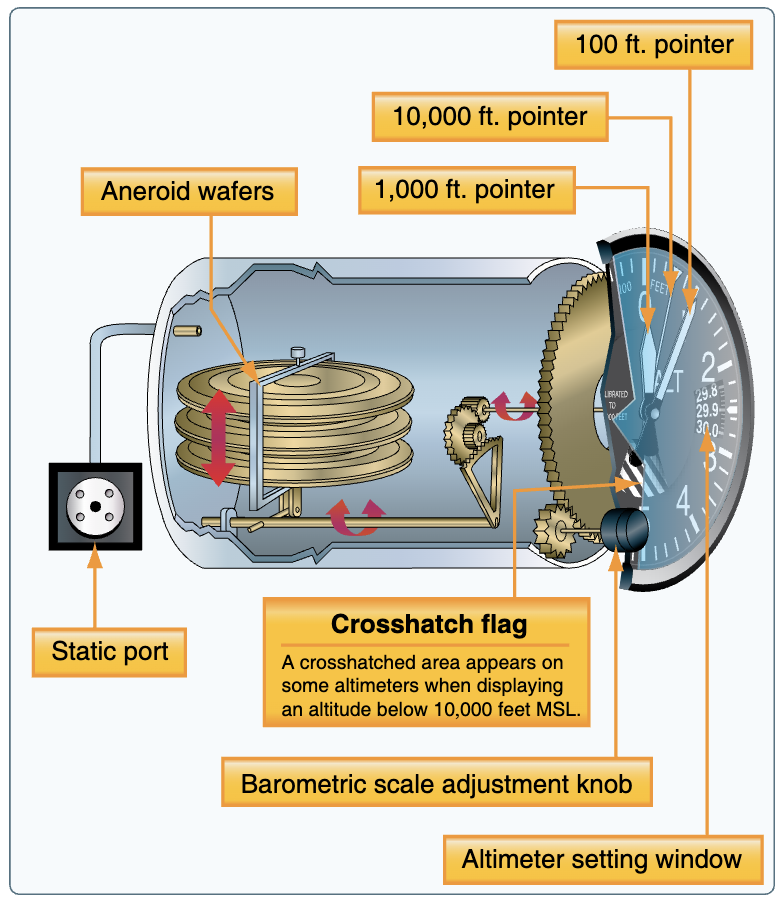 100 ft. pointer
10,000 ft. pointer
1,000 ft. pointer
Aneroid wafers
100
FEET
ALT
2
29.8
29.9
30.0
3
4
TO
Static port
Crosshatch flag
A crosshatched area appears on
some altimeters when displaying
an altitude below 10,000 feet MSL.
Barometric scale adjustment knob
Altimeter setting window